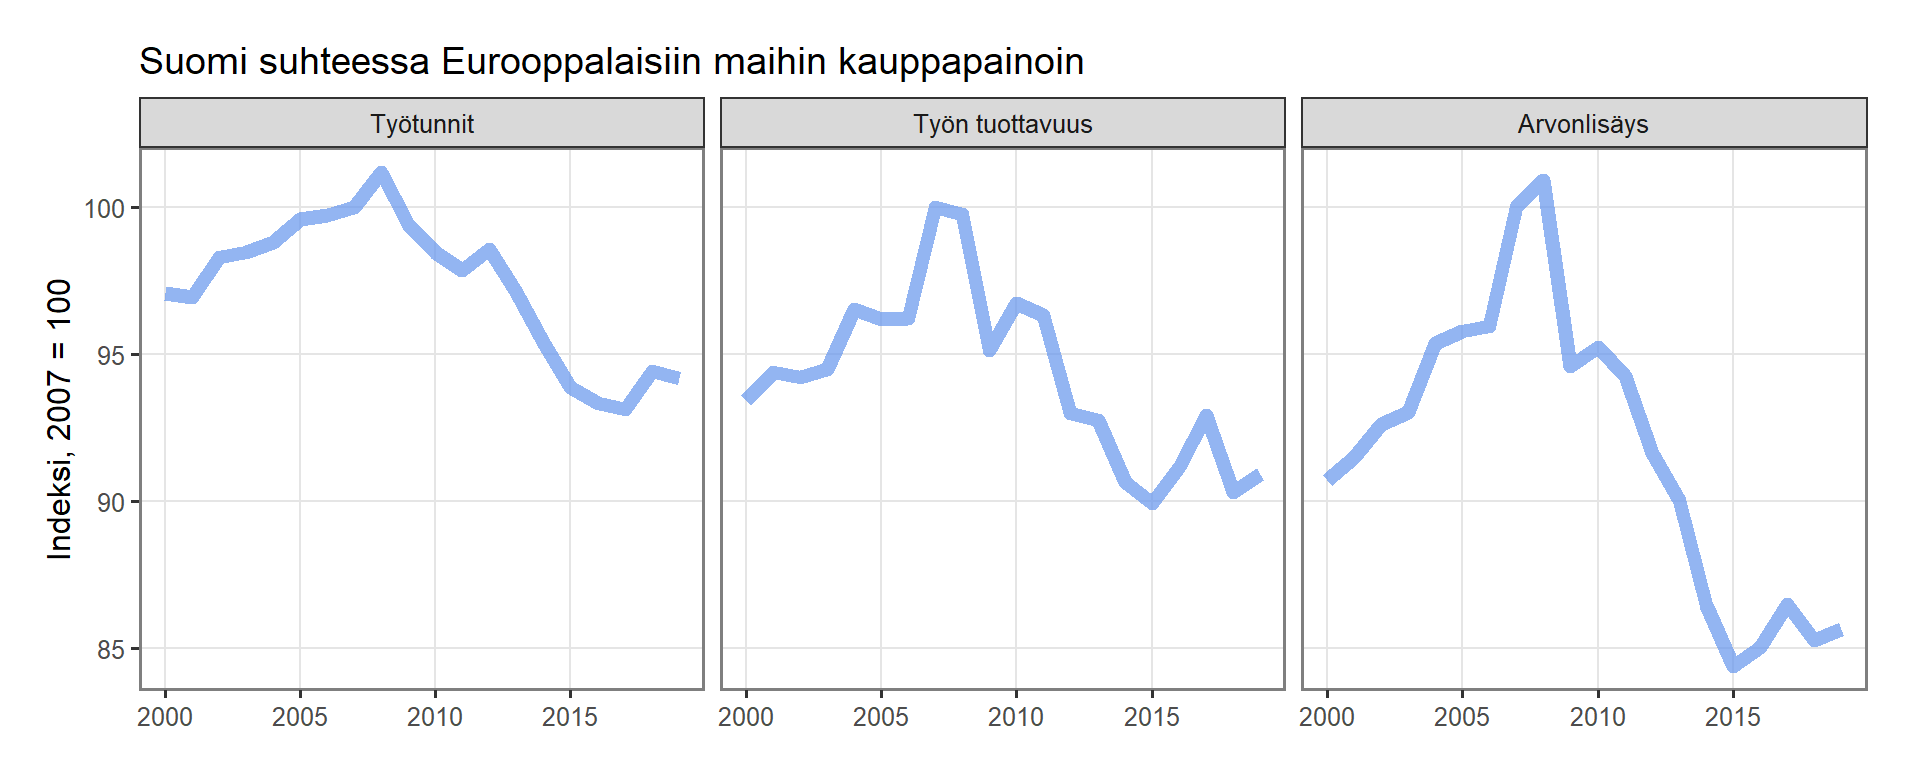 Suomi suhteessa Eurooppalaisiin maihin kauppapainoin
Työtunnit
Työn tuottavuus
Arvonlisäys
Indeksi, 2007 = 100
100
95
90
85
2000 2005 2010 2015
2000 2005 2010 2015
2000 2005 2010 2015